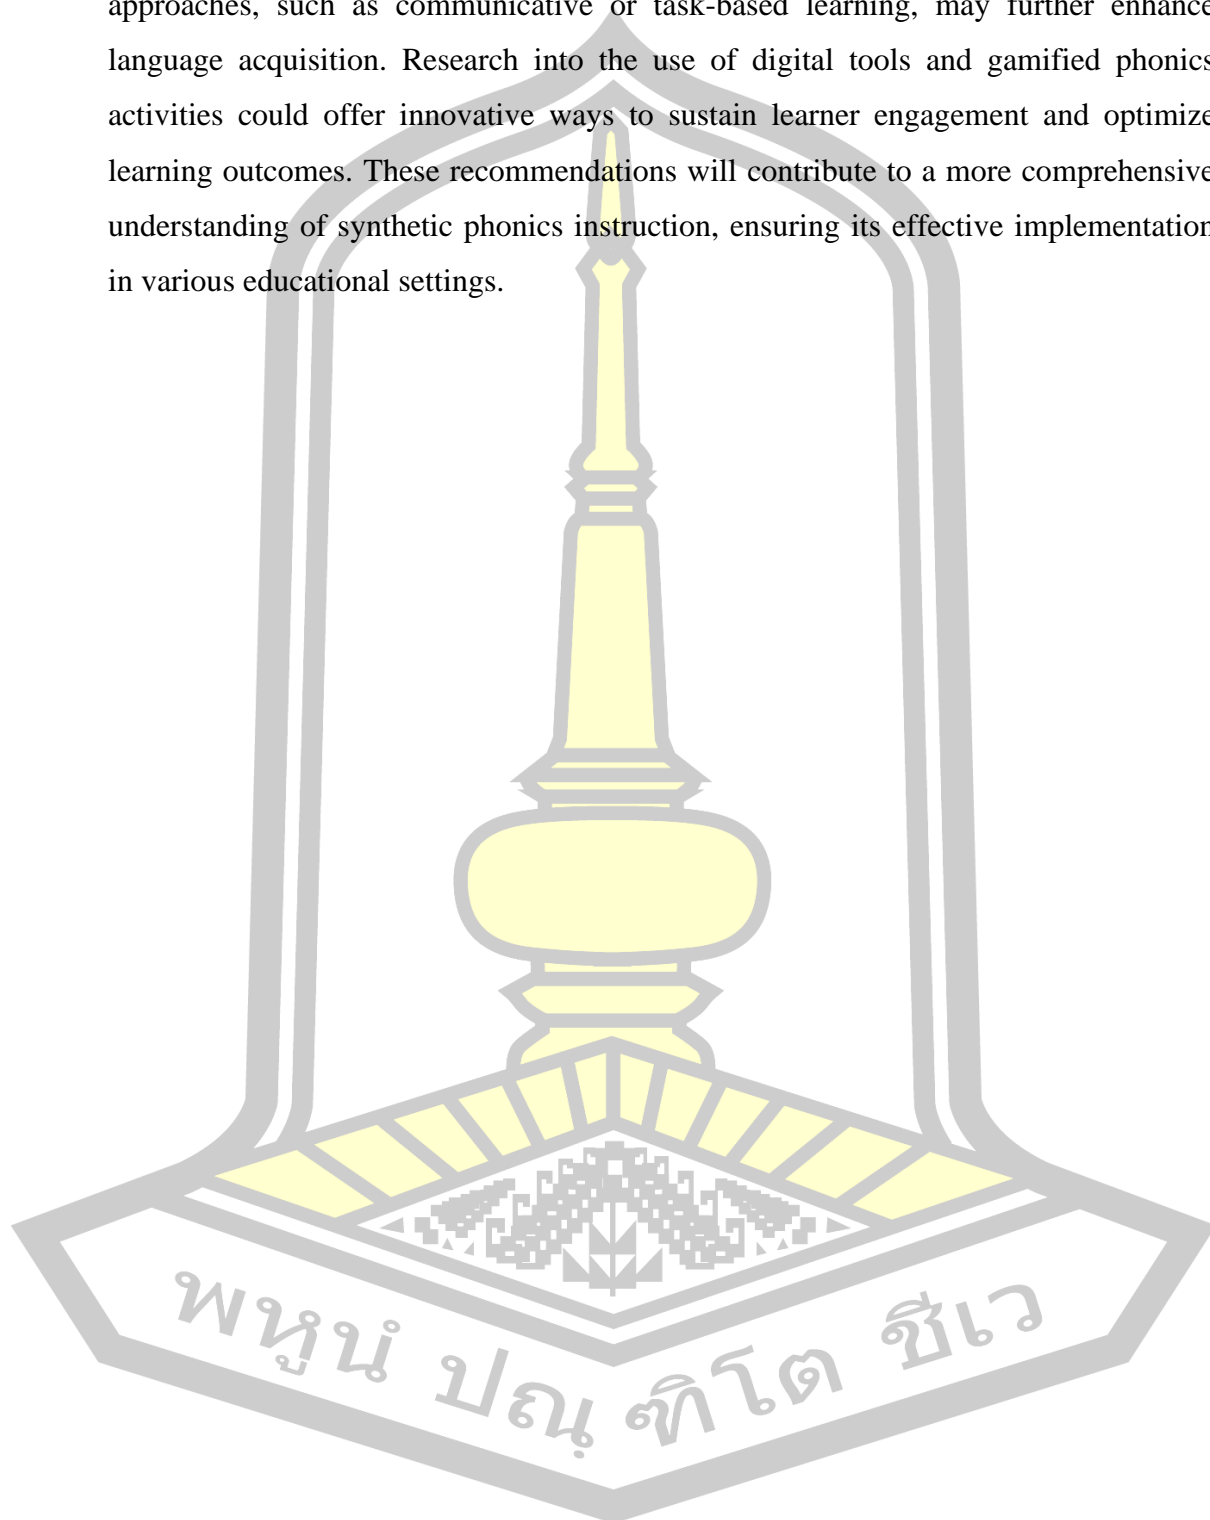 approaches, such as communicative or task-based learning, may further enhance
language acquisition. Research into the use of digital tools and gamified phonics
activities could offer innovative ways to sustain learner engagement and optimize
learning outcomes. These recommendations will contribute to a more comprehensive
understanding of synthetic phonics instruction, ensuring its effective implementation
in various educational settings.
พหูนํ ปณฺฑิโต ชีเว